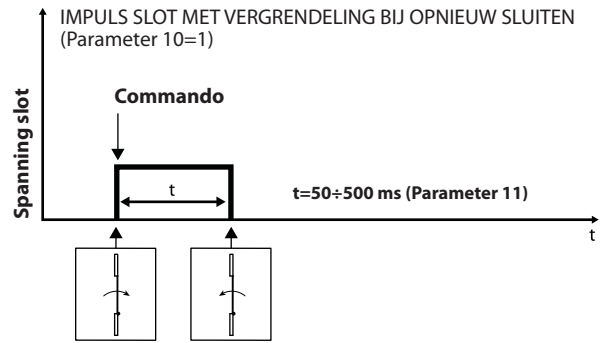 IMPULS SLOT MET VERGRENDELING BIJ OPNIEUW SLUITEN
(Parameter 10=1)
Spanning slot
Commando
t
t=50÷500 ms (Parameter 11)
t